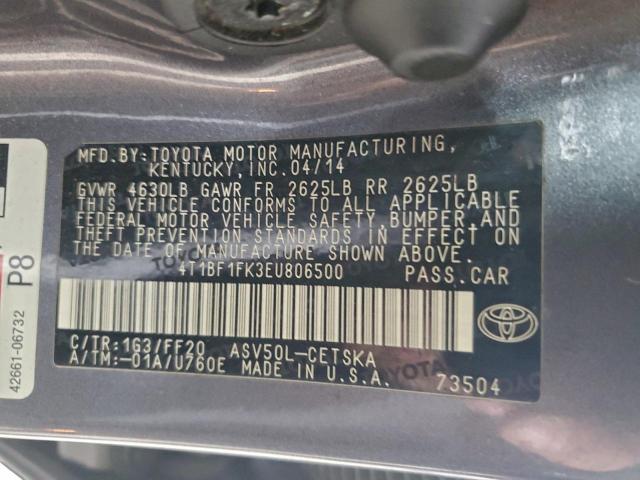 MFD.BY:TOYOTA MOTOR MANUFACTURING,
KENTUCKY,INC.04/14
GVWR 4630LB GAWR FR 2625LB RR 2625LB
THIS VEHICLE CONFORMS TO ALL APPLICABLE
FEDERAL MOTOR VEHICLE SAFETY, BUMPER,AND
THEFT PREVENTION STANDARDS IN EFFECT ON
THE DATE OF MANUFACTURE SHOWN ABOVE.
4T1BF1FK3EU806500 PASS.CAR
C/TR:1G3/FF20 ASV50L-CETSKA
A/TM:-01A/U760E MADE IN U.S.A. 73504
TOYOTA
42661-06732
P8